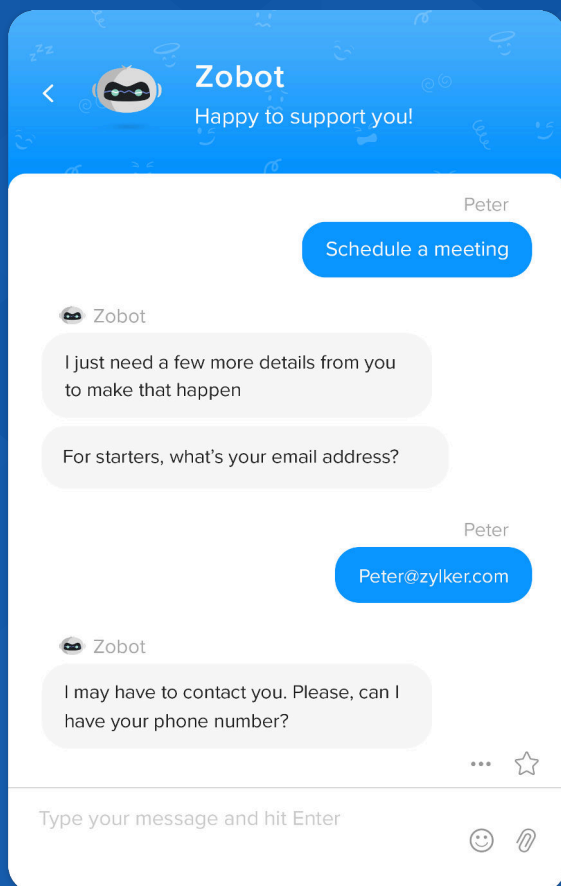 Zobot
Happy to support you!
Peter
Schedule a meeting
Zobot
I just need a few more details from you
to make that happen
For starters, what's your email address?
Peter
Peter@zylker.com
Zobot
I may have to contact you. Please, can I
have your phone number?
Type your message and hit Enter